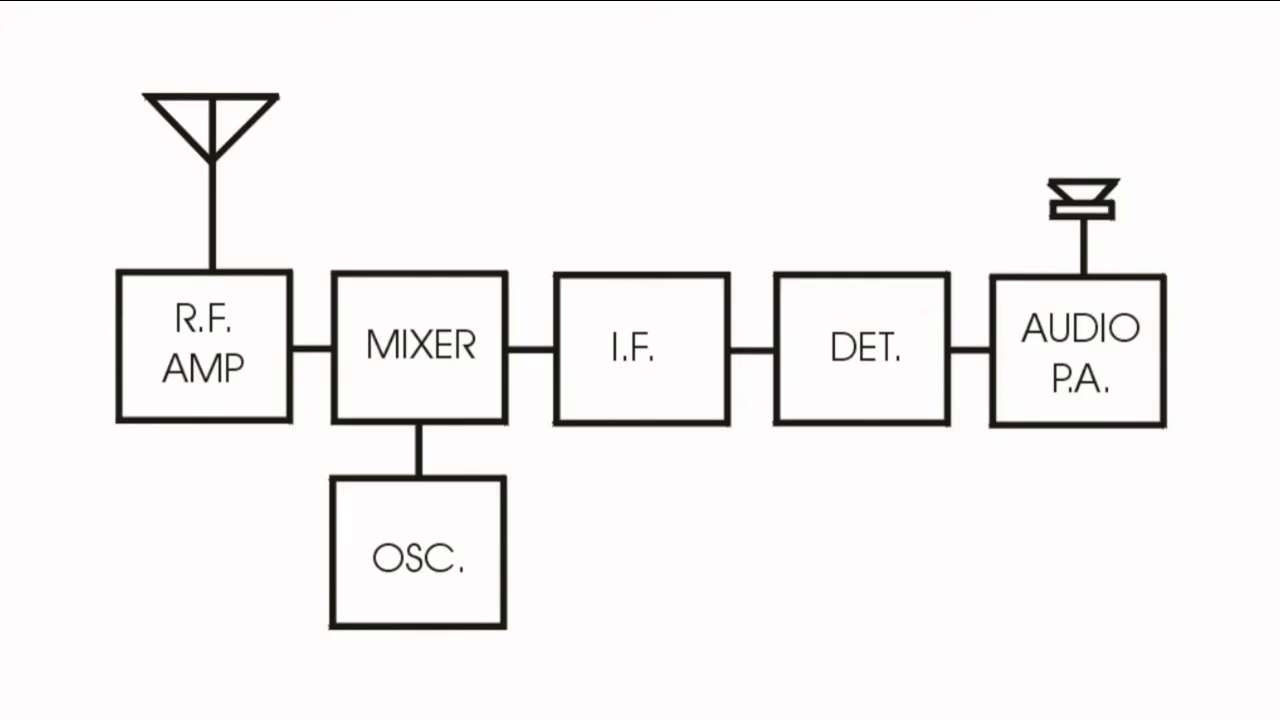 R.F.
AMP
MIXER
I.F.
DET.
AUDIO
P.A.
OSC.